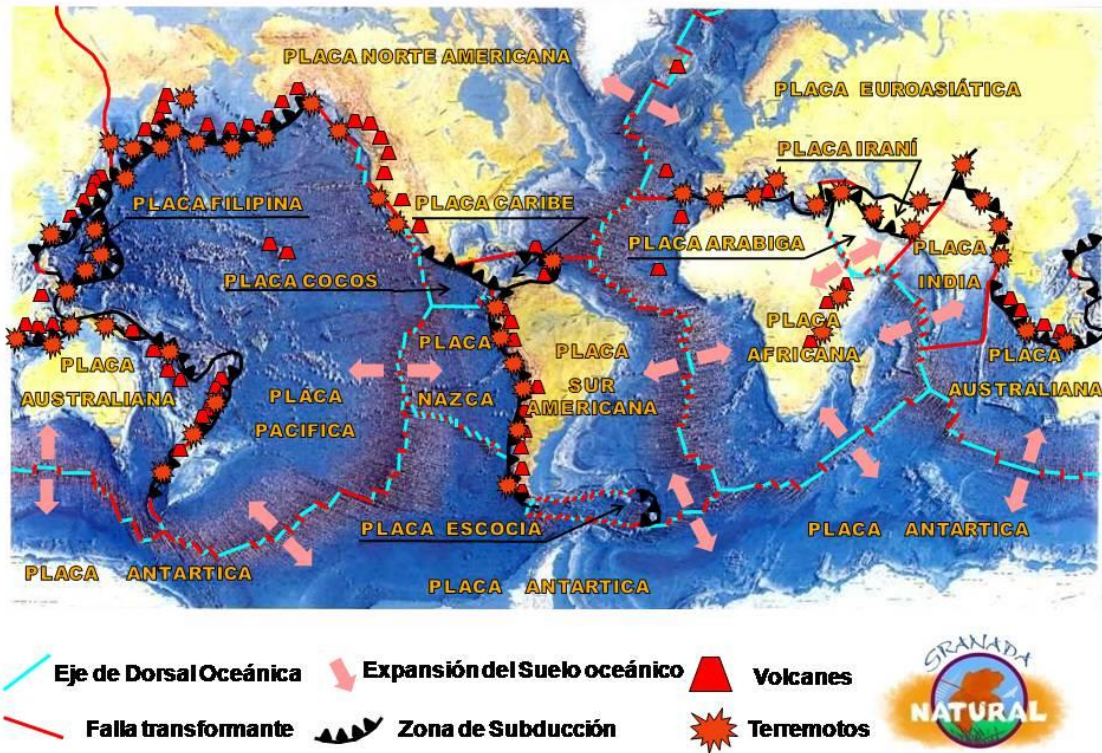 PLACA NORTE AMERICANA
PLACA EUROASIÁTICA
PLACA IRANÍ
PLACA FILIPINA
PLACA CARIBE
PLACA ARABIGA
PLACA
INDIA
PLACA COCOS
PLACA
AUSTRALIANA
PLACA
PACIFICA
PLACA
NAZCA
PLACA
SUR
AMERICANA
PLACA
AFRICANA
PLACA
AUSTRALIANA
PLACA ESCOCIA
PLACA ANTARTICA
PLACA ANTARTICA
PLACA ANTARTICA
Eje de Dorsal Oceánica
Expansión del Suelo oceánico
Volcanes
Falla transformante
Zona de Subducción
Terremotos
GRANADA
NATURAL